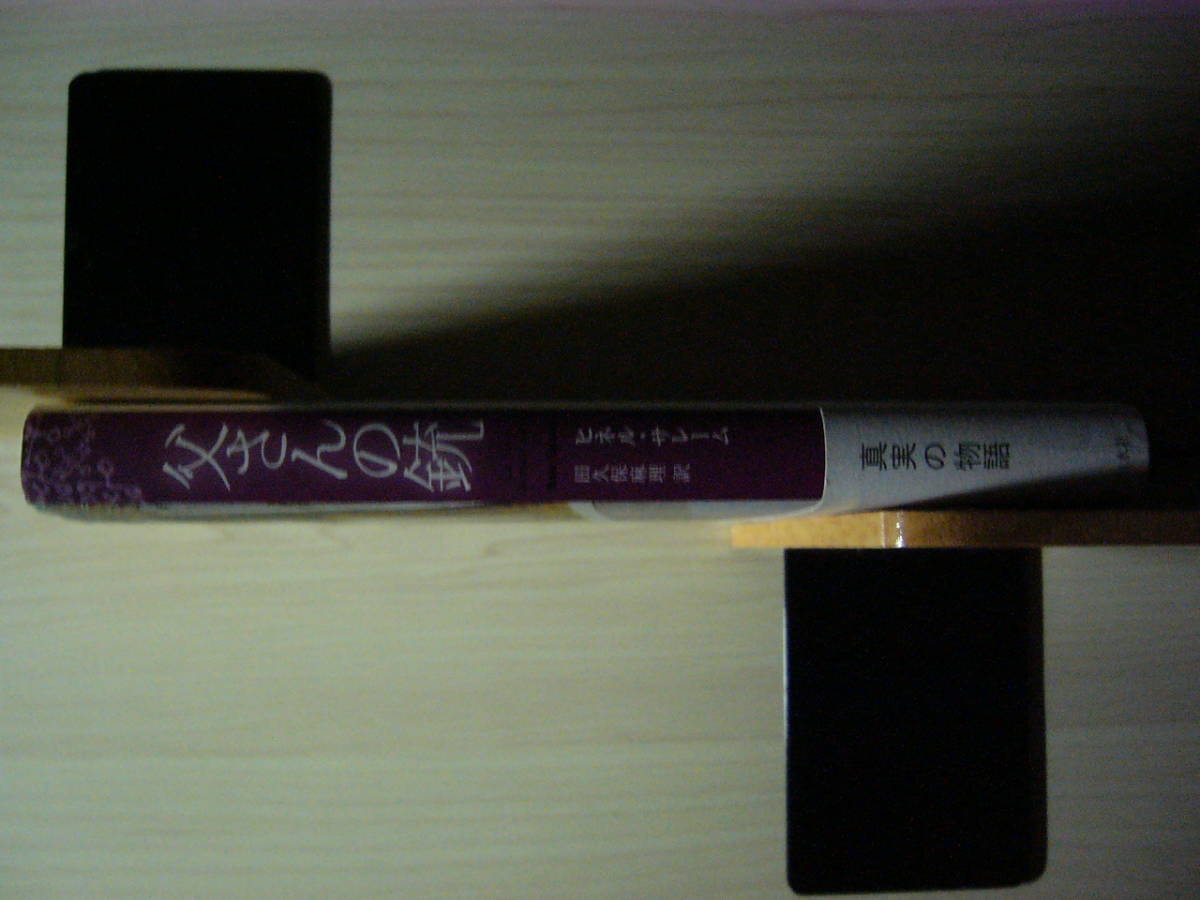 父さんの銃
ヒネル・サレーム
田久保麻理 訳
真実の物語